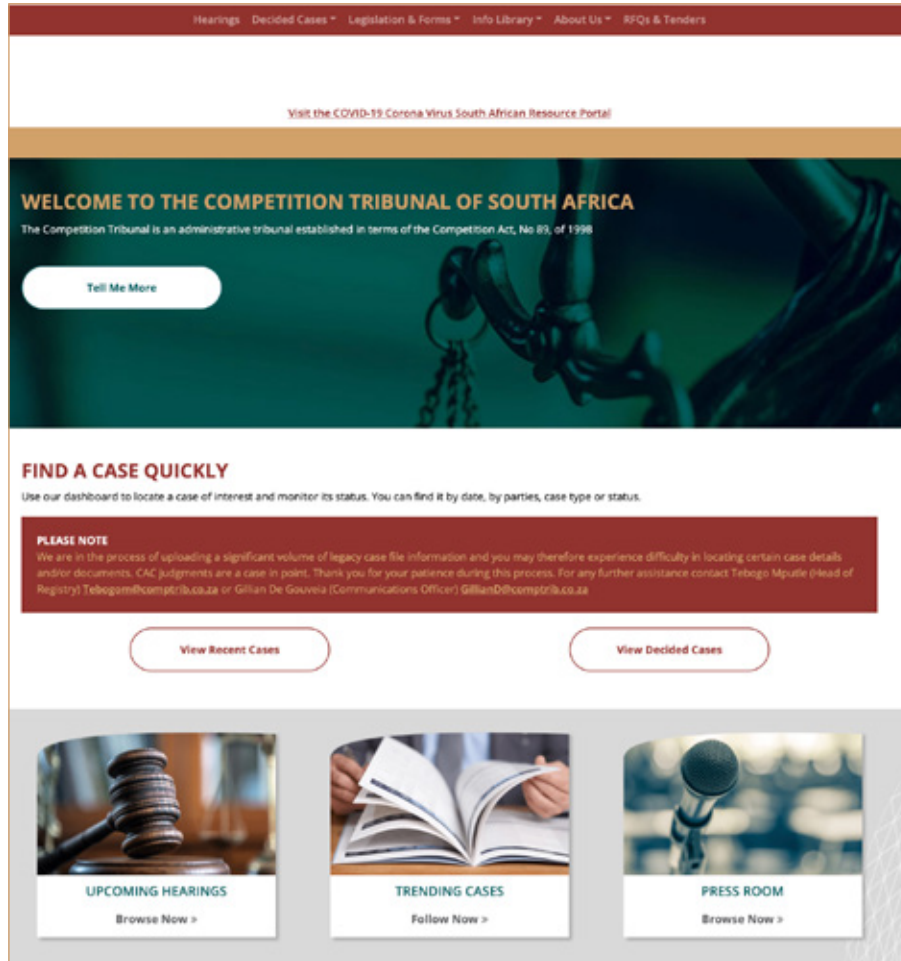 Hearings Decided Cases Legislation & Forms Info Library About Us RFQs & Tenders
Visit the COVID-19 Corona Virus South African Resource Portal
WELCOME TO THE COMPETITION TRIBUNAL OF SOUTH AFRICA
The Competition Tribunal is an administrative tribunal established in terms of the Competition Act, No 89, of 1998
Tell Me More
FIND A CASE QUICKLY
Use our dashboard to locate a case of interest and monitor its status. You can find it by date, by parties, case type or status.
PLEASE NOTE
We are in the process of uploading a significant volume of legacy case file information and you may therefore experience difficulty in locating certain case details
and/or documents. CAC judgments are a case in point. Thank you for your patience during this process. For any further assistance contact Tebogo Mputle (Head of
Registry) Tebogom@comptrib.co.za or Gillian De Gouveia (Communications Officer) GillianD@comptrib.co.za
View Recent Cases View Decided Cases
UPCOMING HEARINGS TRENDING CASES PRESS ROOM
Browse Now » Follow Now » Browse Now »